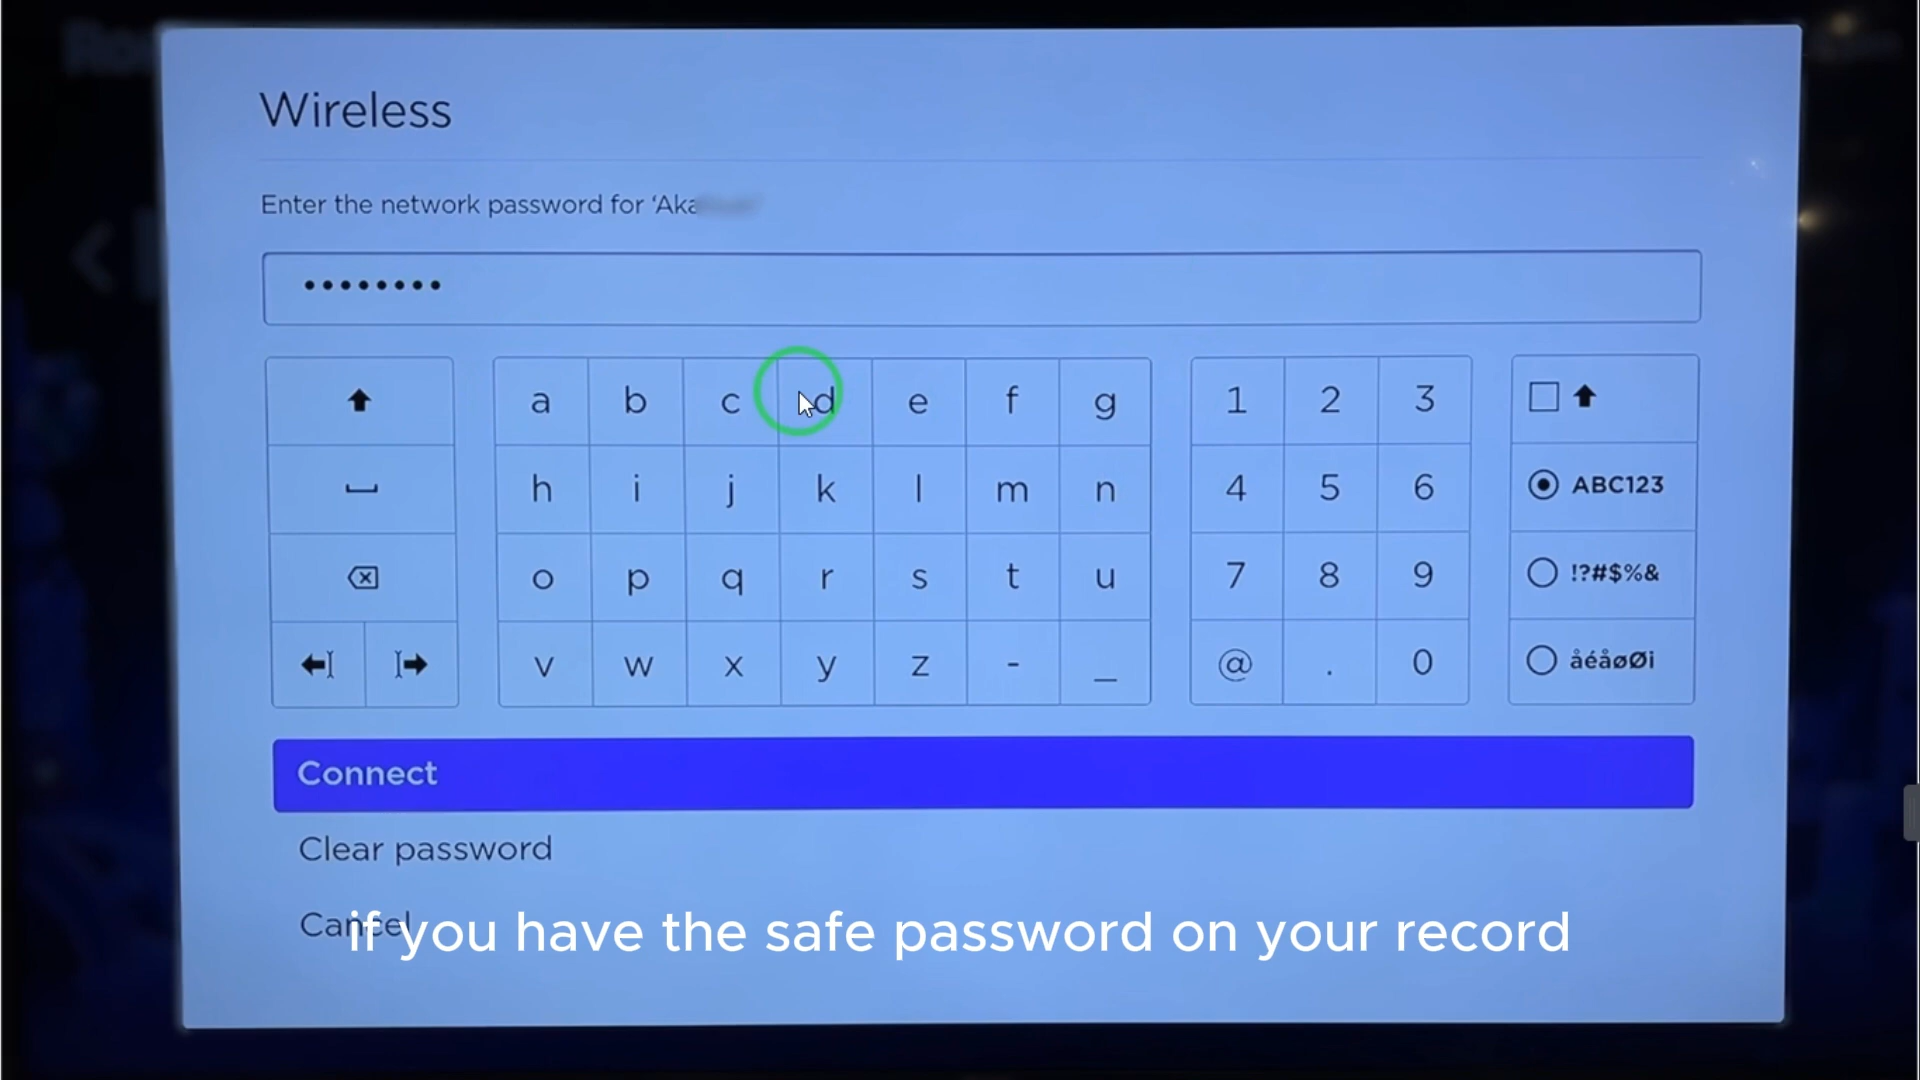 Wireless
Enter the network password for ‘Aka
••••••••
a b c d e f g 1 2 3
h i j k l m n 4 5 6 ABC123
o p q r s t u 7 8 9 !?#$%&
v w x y z - _ @ . 0 åéåøØi
Connect
Clear password
Cancel
if you have the safe password on your record